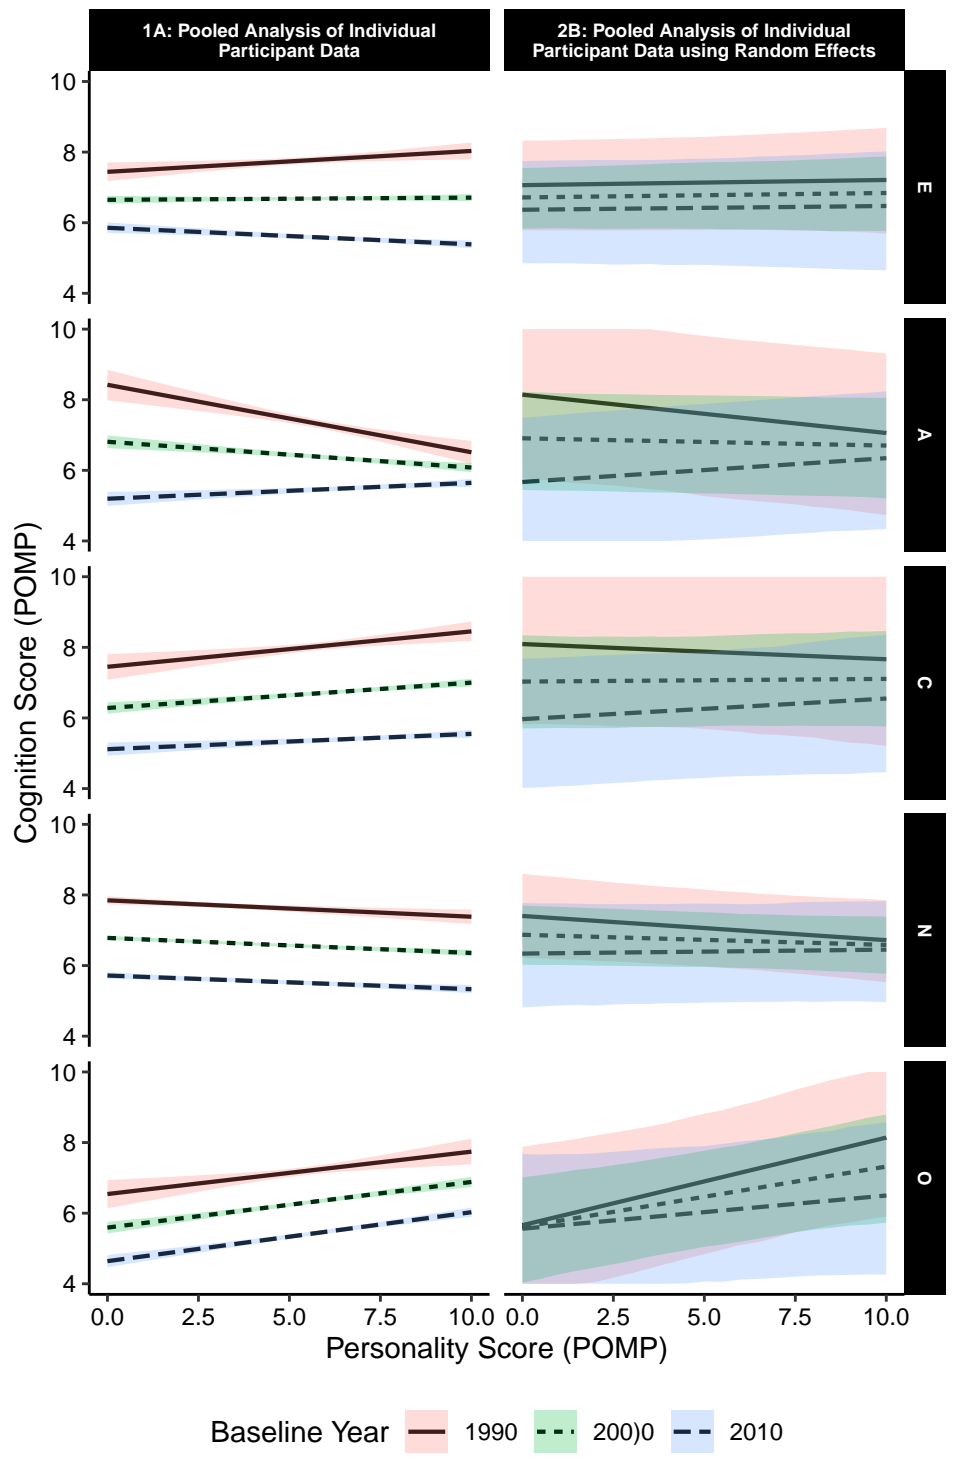 1A: Pooled Analysis of Individual
Participant Data
2B: Pooled Analysis of Individual
Participant Data using Random Effects
10
8
6
4
E
10
8
6
4
A
10
8
6
4
C
10
8
6
4
N
10
8
6
4
O
Cognition Score (POMP)
0.0 2.5 5.0 7.5 10.0
0.0 2.5 5.0 7.5 10.0
Personality Score (POMP)
Baseline Year 1990 200)0 2010